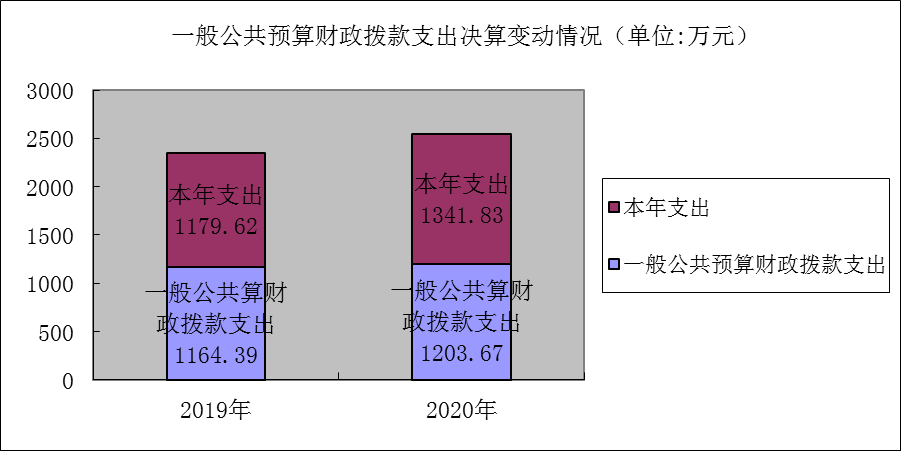 一般公共预算财政拨款支出决算变动情况（单位:万元）
3000
2500
2000
1500
1000
500
0
本年支出
1179.62
一般公共算财
政拨款支出
1164.39
本年支出
1341.83
一般公共算财
政拨款支出
1203.67
2019年
2020年
本年支出
一般公共预算财政拨款支出